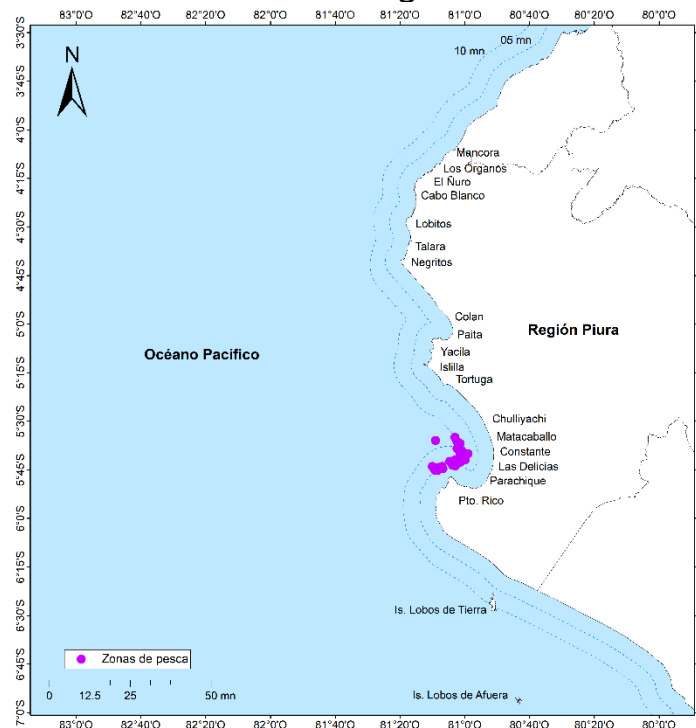 83°0'O 82°40'O 82°20'O 82°0'O 81°40'O 81°20'O 81°0'O 80°40'O 80°20'O 80°0'O
3°30'S
3°45'S
4°0'S
4°15'S
4°30'S
4°45'S
5°0'S
5°15'S
5°30'S
5°45'S
6°0'S
6°15'S
6°30'S
6°45'S
7°0'S
N
10 mn
05 mn
Mancora
Los Organos
El Ñuro
Cabo Blanco
Lobitos
Talara
Negritos
Colan
Paita
Yacila
Islilla
Tortuga
Océano Pacifico
Región Piura
Chulliyachi
Matacaballo
Constante
Las Delicias
Parachique
Pto. Rico
Is. Lobos de Tierra
Is. Lobos de Afuera
Zonas de pesca
0 12.5 25 50 mn
83°0'O 82°40'O 82°20'O 82°0'O 81°40'O 81°20'O 81°0'O 80°40'O 80°20'O 80°0'O